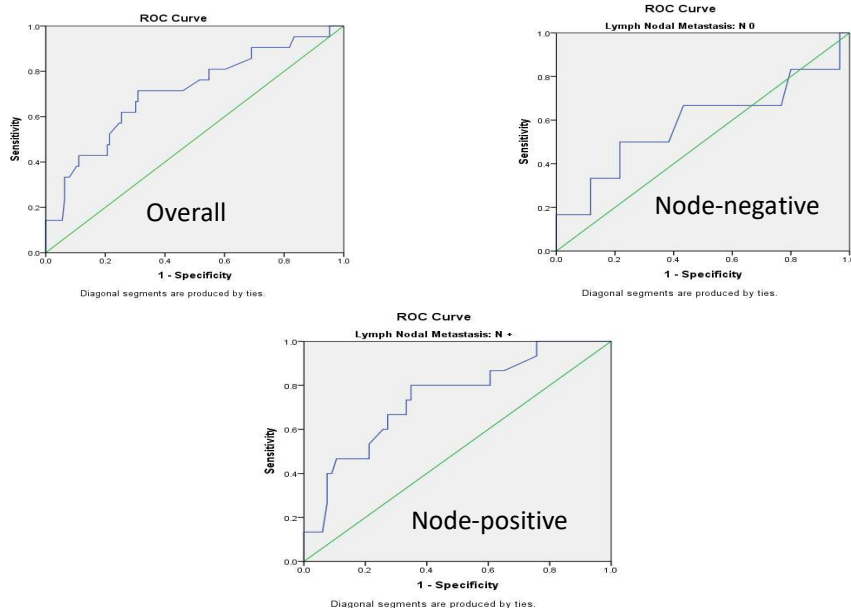 ROC Curve
1.0
0.8
0.6
0.4
0.2
0.0
Sensitivity
Overall
0.0 0.2 0.4 0.6 0.8 1.0
1 - Specificity
Diagonal segments are produced by ties.
ROC Curve
Lymph Nodal Metastasis: N 0
1.0
0.8
0.6
0.4
0.2
0.0
Sensitivity
Node-negative
0.0 0.2 0.4 0.6 0.8 1.0
1 - Specificity
Diagonal segments are produced by ties.
ROC Curve
Lymph Nodal Metastasis: N +
1.0
0.8
0.6
0.4
0.2
0.0
Sensitivity
Node-positive
0.0 0.2 0.4 0.6 0.8 1.0
1 - Specificity
Diagonal segments are produced by ties.